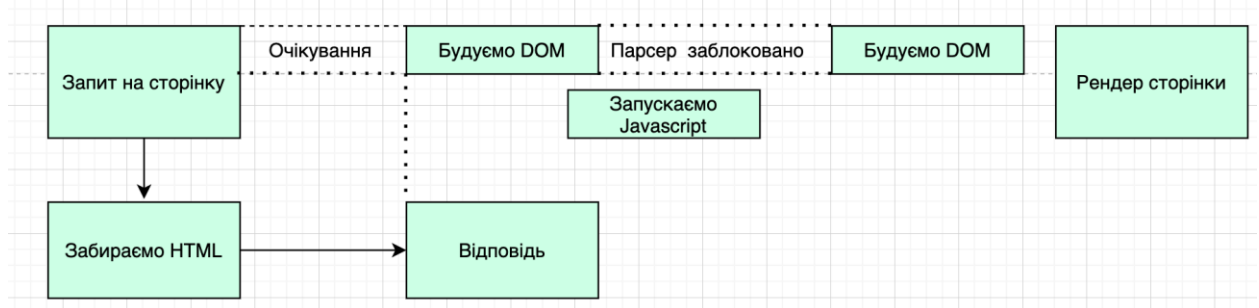 Запит на сторінку
Очікування
Будуємо DOM
Парсер заблоковано
Будуємо DOM
Рендер сторінки
Запускаємо
Javascript
Забираємо HTML
Відповідь